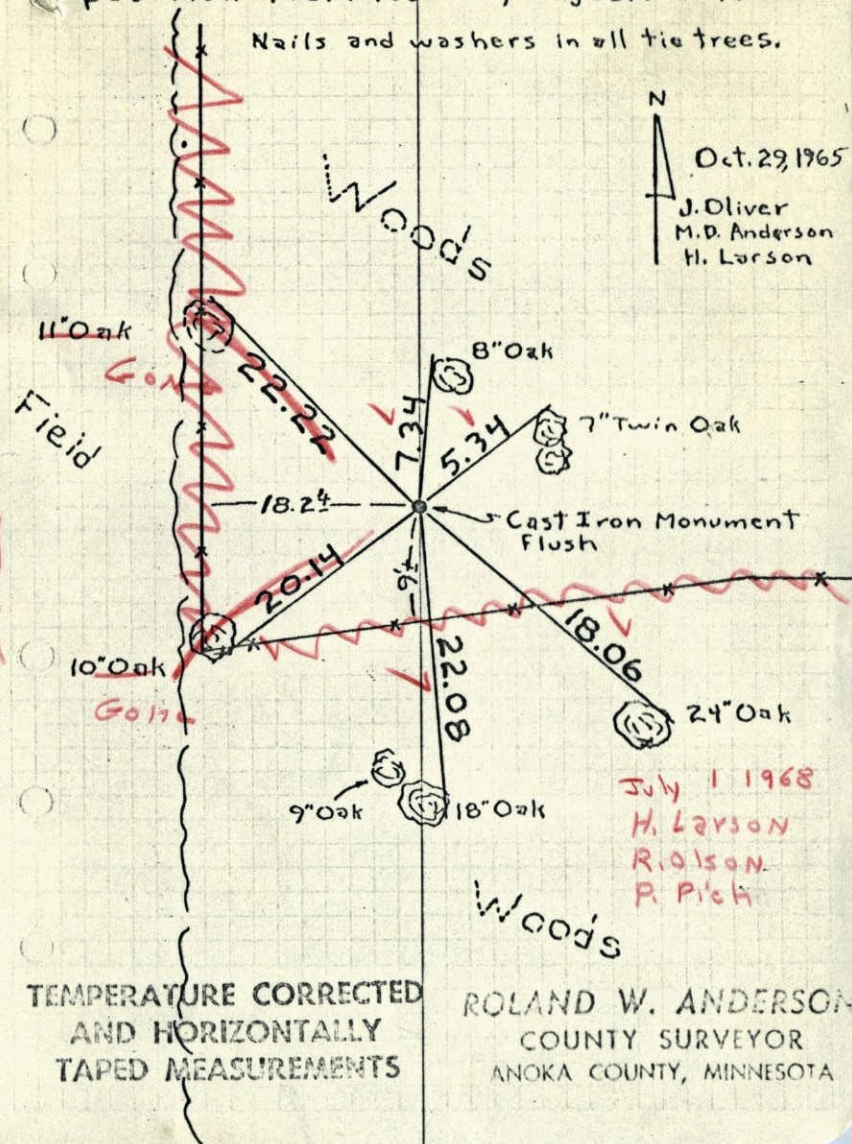 Nails and washers in all tie trees.
N
Oct. 29, 1965
J. Oliver
M.D. Anderson
H. Larson
Woods
11" Oak
Gone
Field
22.22
8" Oak
7.34
5.34
7" Twin Oak
18.2±
Cast Iron Monument
Flush
20.14
9'±
18.06
10" Oak
Gone
22.08
24" Oak
9" Oak
18" Oak
July 1 1968
H. Larson
R. Olson
P. Pich
Woods
TEMPERATURE CORRECTED
AND HORIZONTALLY
TAPED MEASUREMENTS
ROLAND W. ANDERSON
COUNTY SURVEYOR
ANOKA COUNTY, MINNESOTA